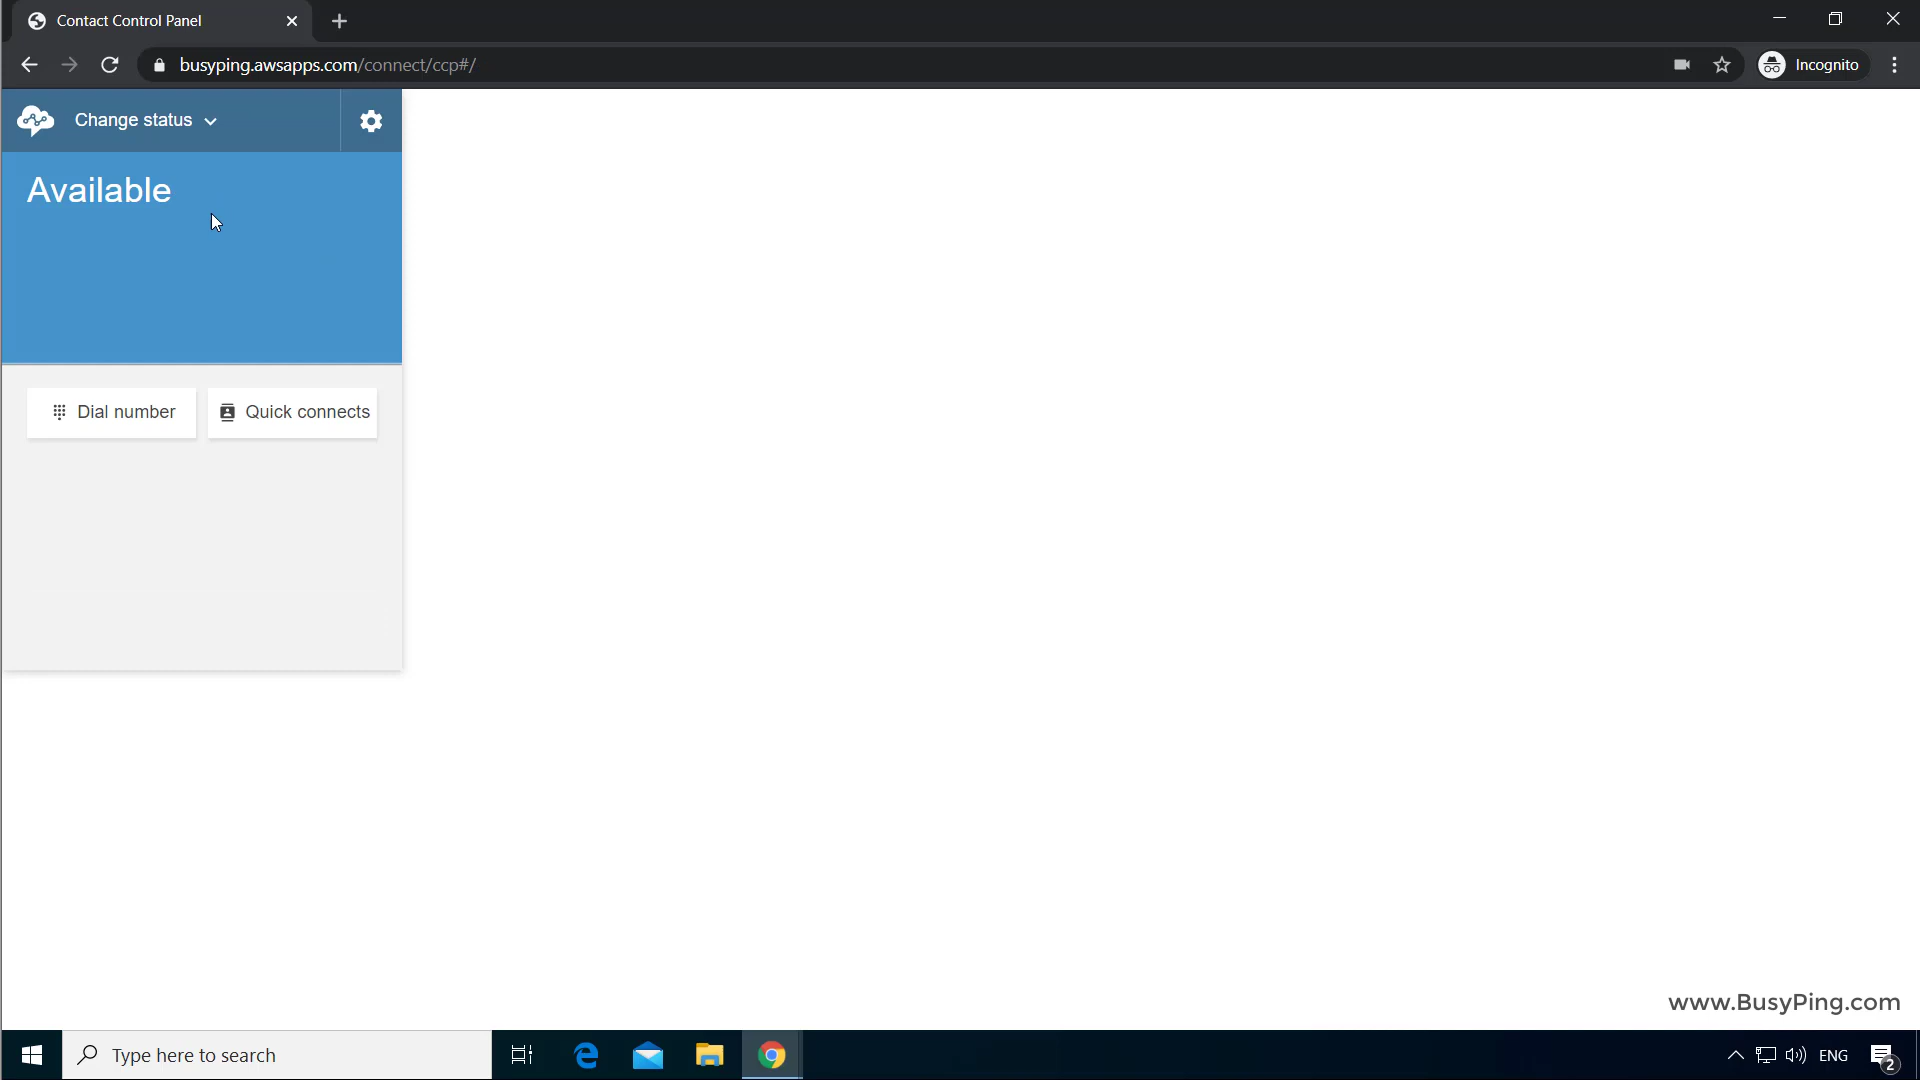 Contact Control Panel
busyping.awsapps.com/connect/ccp#/
Incognito
Change status
Available
Dial number
Quick connects
www.BusyPing.com
Type here to search
ENG
2